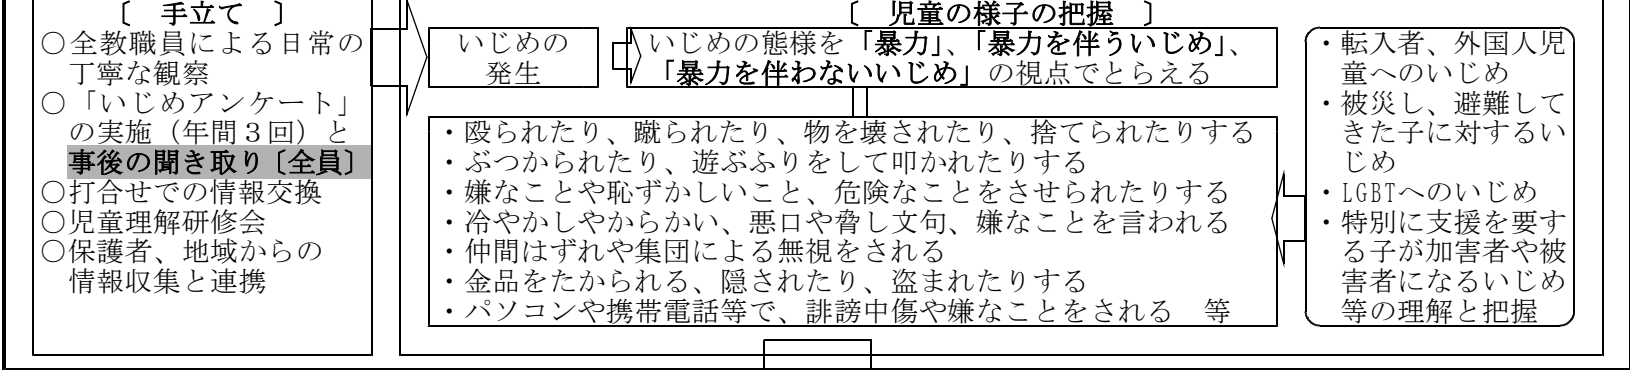 〔　手立て　〕
○全教職員による日常の
丁寧な観察
○「いじめアンケート」
の実施（年間３回）と
事後の聞き取り〔全員〕
○打合せでの情報交換
○児童理解研修会
○保護者、地域からの
情報収集と連携
〔　児童の様子の把握　〕
いじめの
発生
いじめの態様を「暴力」、「暴力を伴ういじめ」、
「暴力を伴わないいじめ」の視点でとらえる
・殴られたり、蹴られたり、物を壊されたり、捨てられたりする
・ぶつかられたり、遊ぶふりをして叩かれたりする
・嫌なことや恥ずかしいこと、危険なことをさせられたりする
・冷やかしやからかい、悪口や脅し文句、嫌なことを言われる
・仲間はずれや集団による無視をされる
・金品をたかられる、隠されたり、盗まれたりする
・パソコンや携帯電話等で、誹謗中傷や嫌なことをされる　等
・転入者、外国人児
童へのいじめ
・被災し、避難して
きた子に対するい
じめ
・LGBTへのいじめ
・特別に支援を要す
る子が加害者や被
害者になるいじめ
等の理解と把握